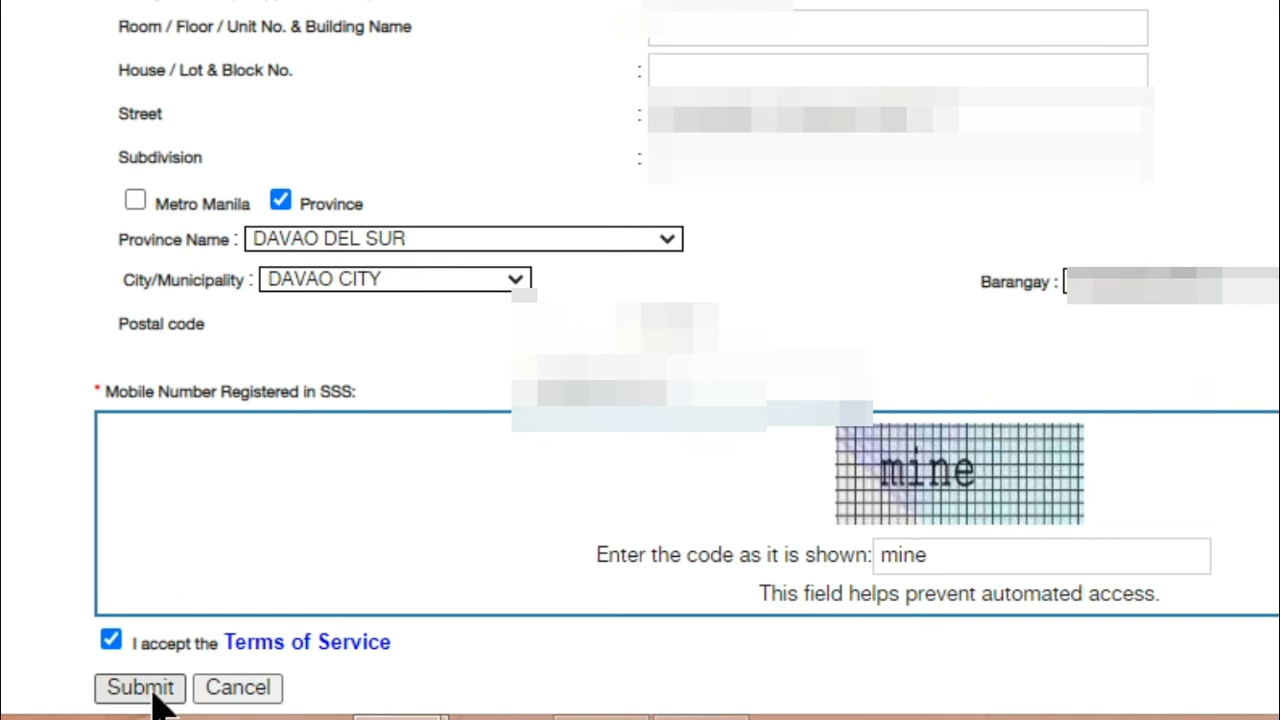 Room / Floor / Unit No. & Building Name
House / Lot & Block No. :
Street :
Subdivision :
Metro Manila Province
Province Name : DAVAO DEL SUR
City/Municipality : DAVAO CITY Barangay :
Postal code
* Mobile Number Registered in SSS:
mine
Enter the code as it is shown: mine
This field helps prevent automated access.
I accept the Terms of Service
Submit Cancel